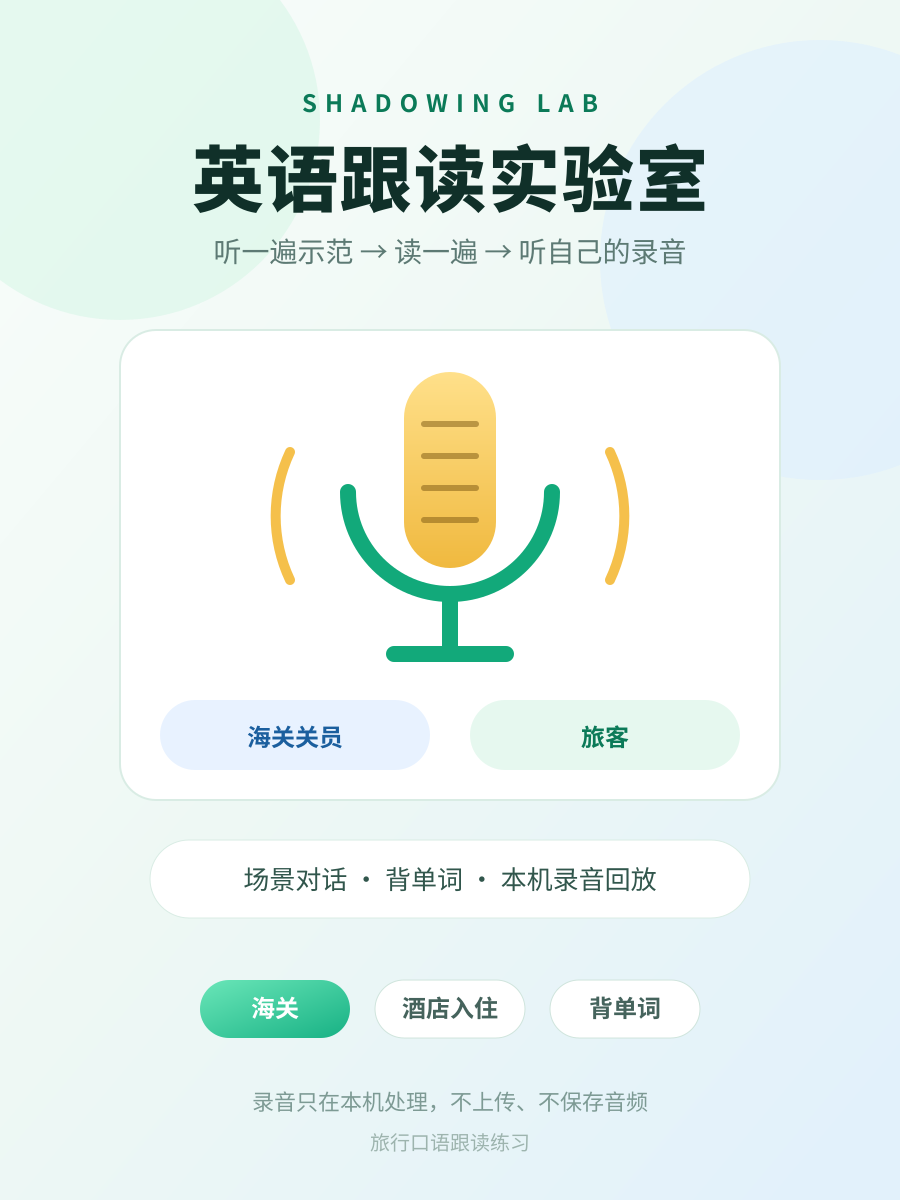 SHADOWING LAB
英语跟读实验室
听一遍示范 → 读一遍 → 听自己的录音
海关关员
旅客
场景对话 · 背单词 · 本机录音回放
海关
酒店入住
背单词
录音只在本机处理，不上传、不保存音频
旅行口语跟读练习